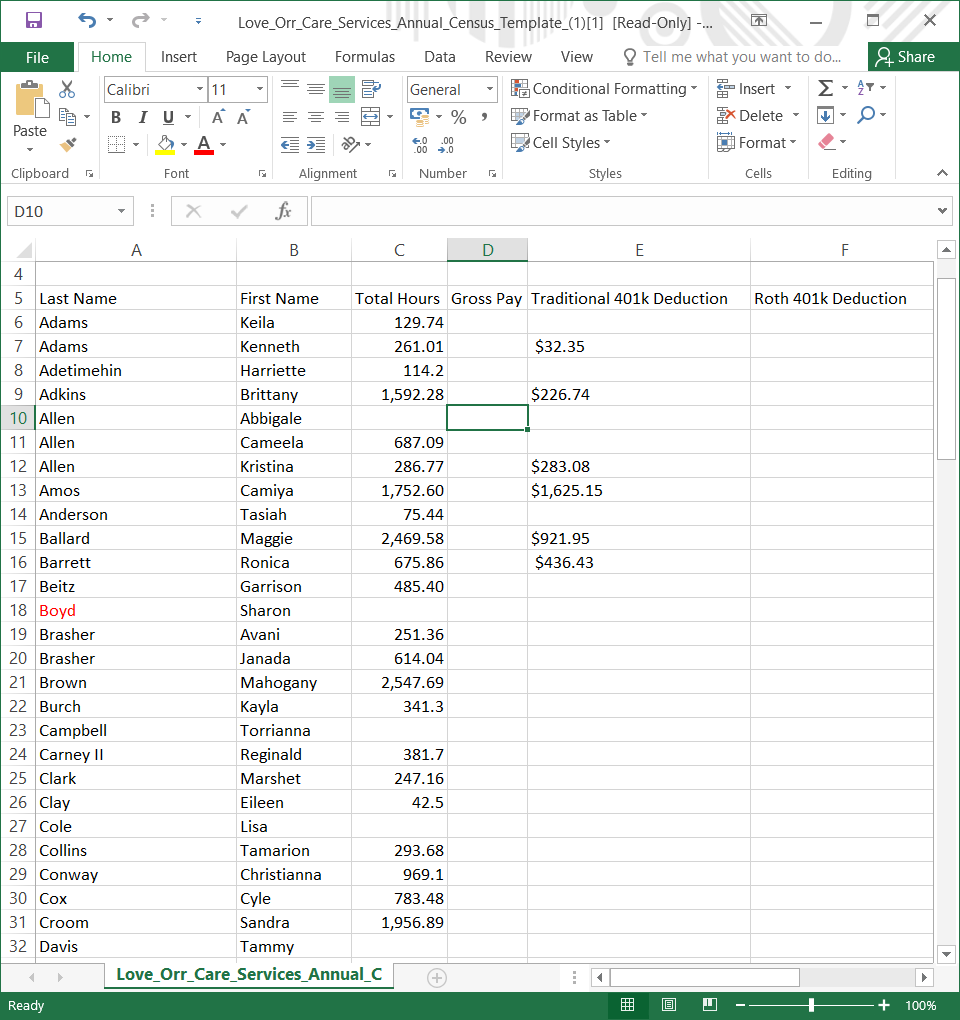 Love_Orr_Care_Services_Annual_Census_Template_(1)[1] [Read-Only] -...
File Home Insert Page Layout Formulas Data Review View Tell me what you want to do... Share
Calibri 11 General Conditional Formatting Insert
Paste B I U A A % , Format as Table Delete
A Cell Styles Format
Clipboard Font Alignment Number Styles Cells Editing
D10 fx
A B C D E F
4
5 Last Name First Name Total Hours Gross Pay Traditional 401k Deduction Roth 401k Deduction
6 Adams Keila 129.74
7 Adams Kenneth 261.01 $32.35
8 Adetimehin Harriette 114.2
9 Adkins Brittany 1,592.28 $226.74
10 Allen Abbigale
11 Allen Cameela 687.09
12 Allen Kristina 286.77 $283.08
13 Amos Camiya 1,752.60 $1,625.15
14 Anderson Tasiah 75.44
15 Ballard Maggie 2,469.58 $921.95
16 Barrett Ronica 675.86 $436.43
17 Beitz Garrison 485.40
18 Boyd Sharon
19 Brasher Avani 251.36
20 Brasher Janada 614.04
21 Brown Mahogany 2,547.69
22 Burch Kayla 341.3
23 Campbell Torrianna
24 Carney II Reginald 381.7
25 Clark Marshet 247.16
26 Clay Eileen 42.5
27 Cole Lisa
28 Collins Tamarion 293.68
29 Conway Christianna 969.1
30 Cox Cyle 783.48
31 Croom Sandra 1,956.89
32 Davis Tammy
Love_Orr_Care_Services_Annual_C
Ready 100%